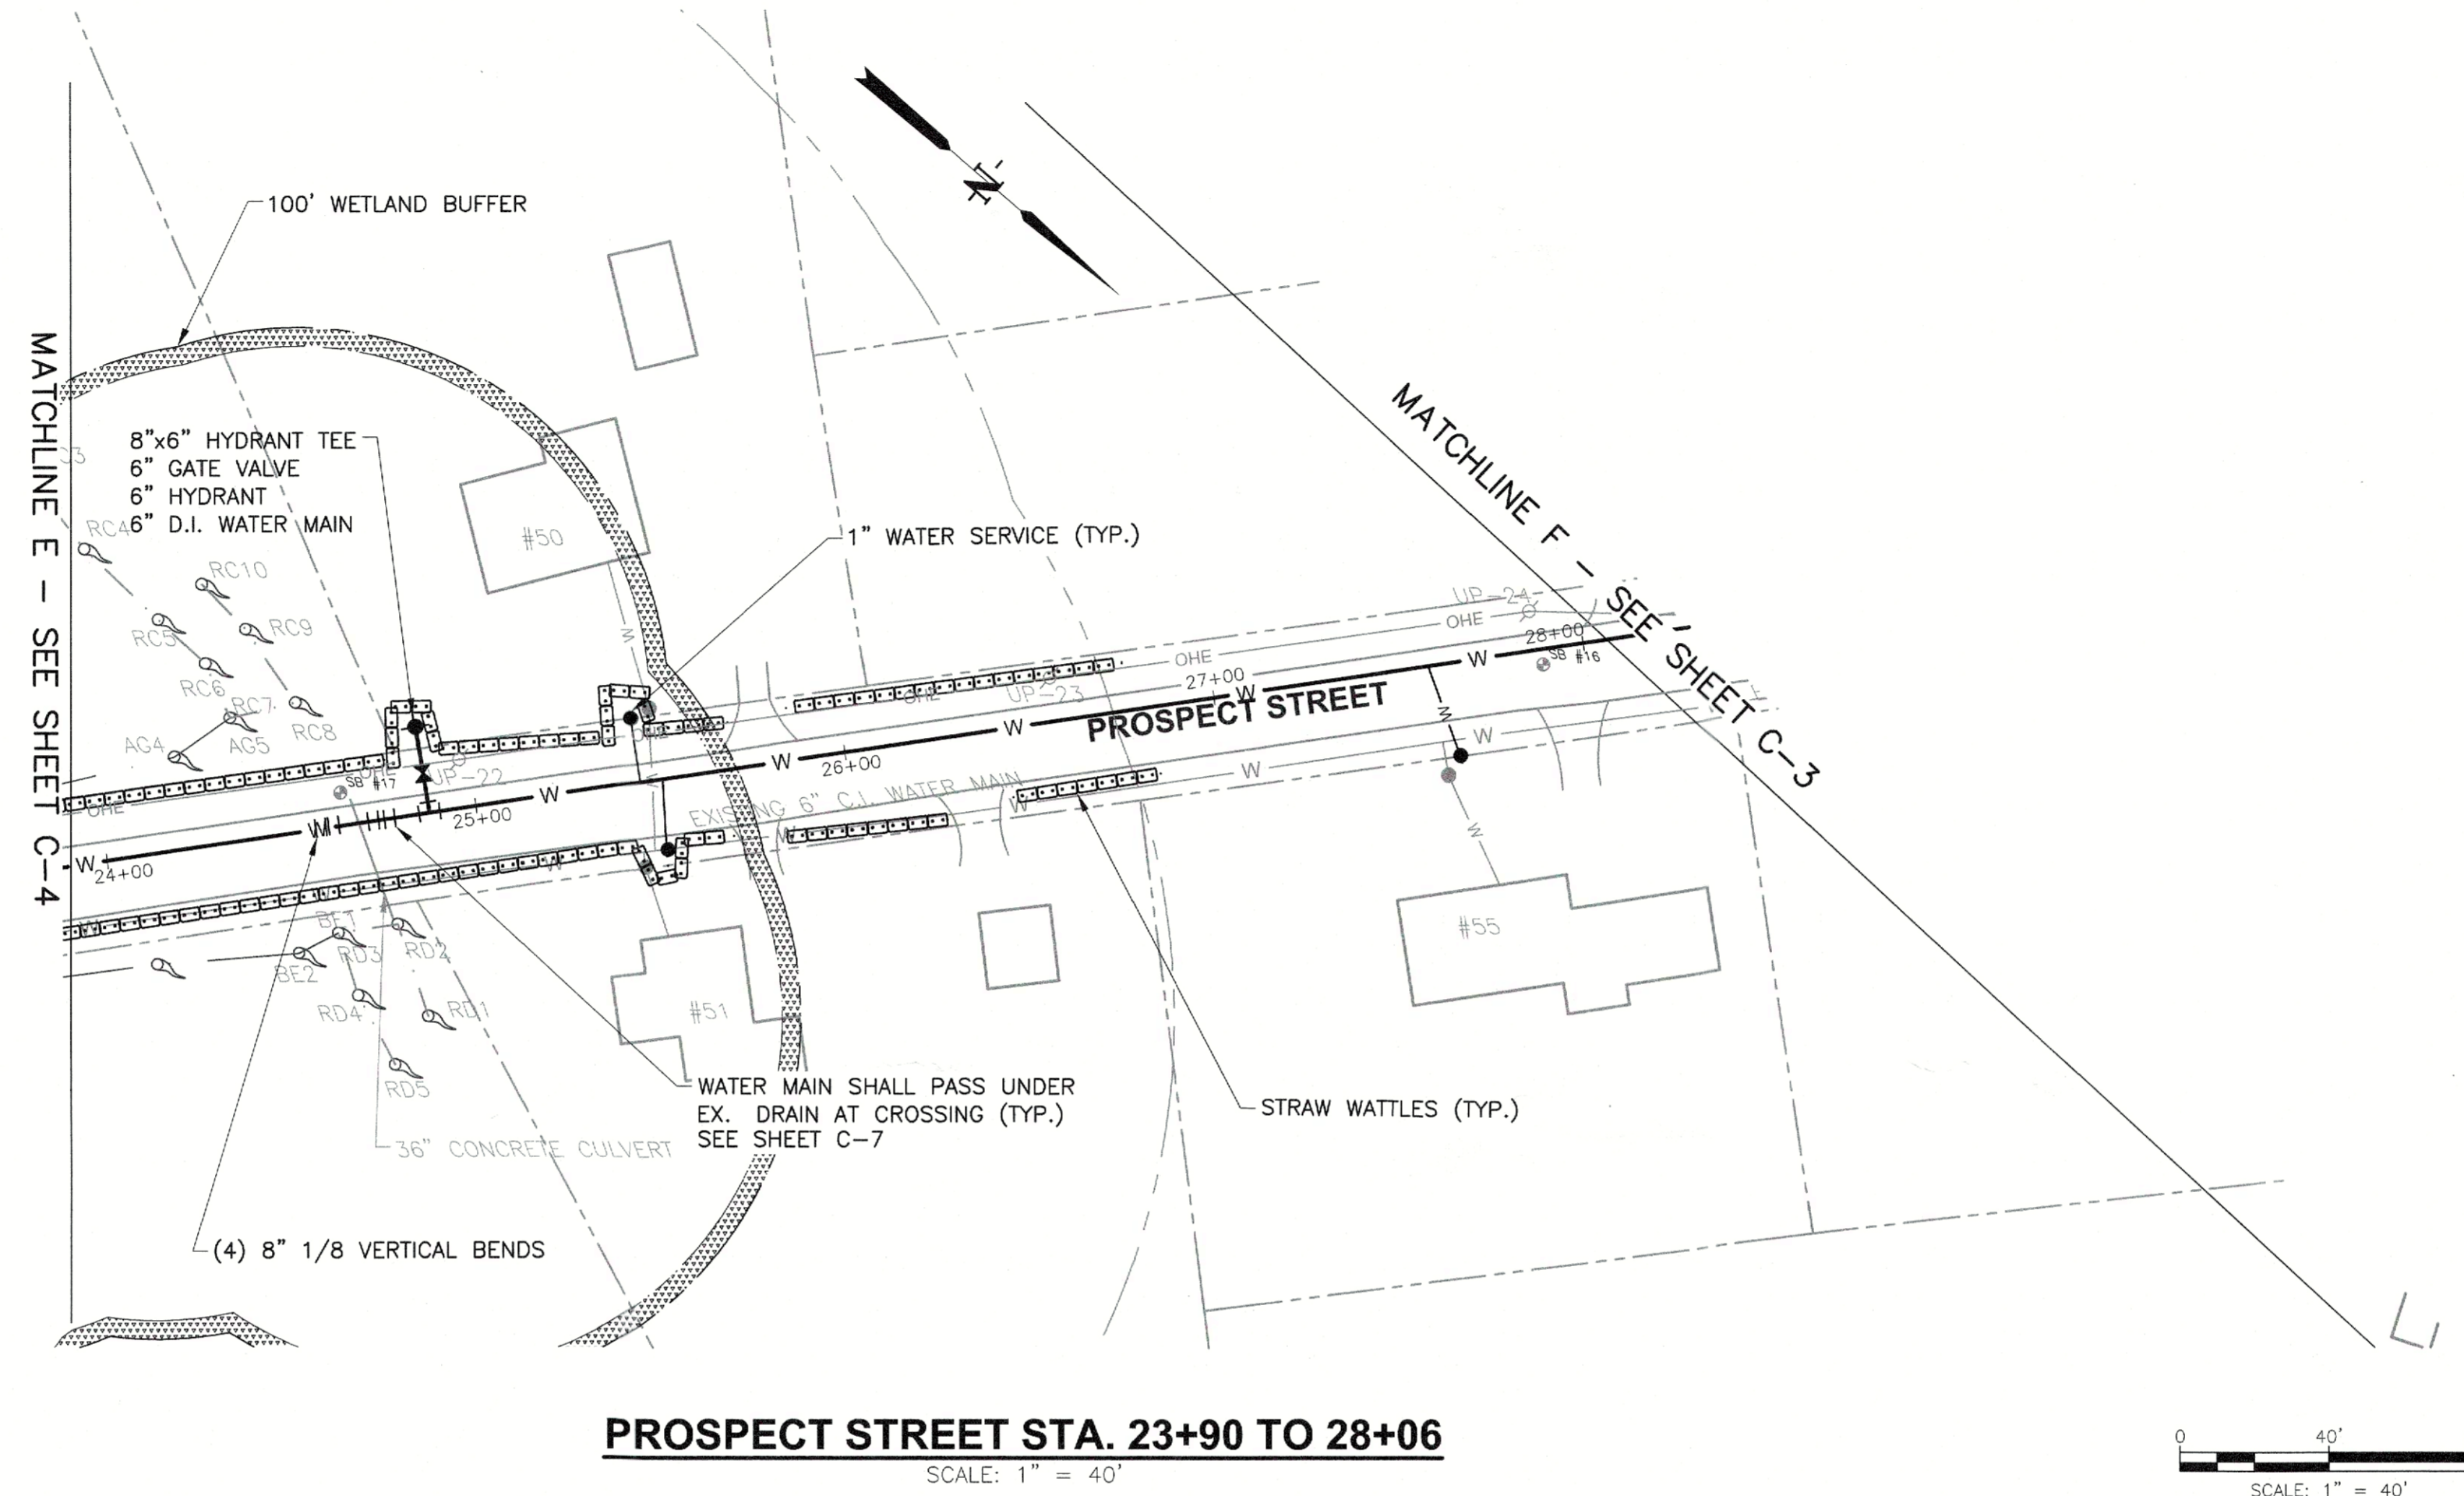 100' WETLAND BUFFER
N
MATCHLINE E - SEE SHEET C-4
8"x6" HYDRANT TEE
6" GATE VALVE
6" HYDRANT
6" D.I. WATER MAIN
#50
1" WATER SERVICE (TYP.)
MATCHLINE F - SEE SHEET C-3
RC4
RC10
RC5
RC9
RC6
RC7
RC8
AG4
AG5
UP-24
OHE
28+00
SB #16
W
OHE
27+00
W
UP-23
OHE
PROSPECT STREET
W
W
OHE
SB #17
UP-22
OHE
W
26+00
W
W
W
EXISTING 6" C.I. WATER MAIN
W
W
25+00
W
W
W
24+00
W
W
W
W
BE1
RD3
RD2
BE2
RD4
RD1
RD5
#51
#55
WATER MAIN SHALL PASS UNDER
EX. DRAIN AT CROSSING (TYP.)
SEE SHEET C-7
STRAW WATTLES (TYP.)
36" CONCRETE CULVERT
(4) 8" 1/8 VERTICAL BENDS
PROSPECT STREET STA. 23+90 TO 28+06
SCALE: 1" = 40'
0 40'
SCALE: 1" = 40'